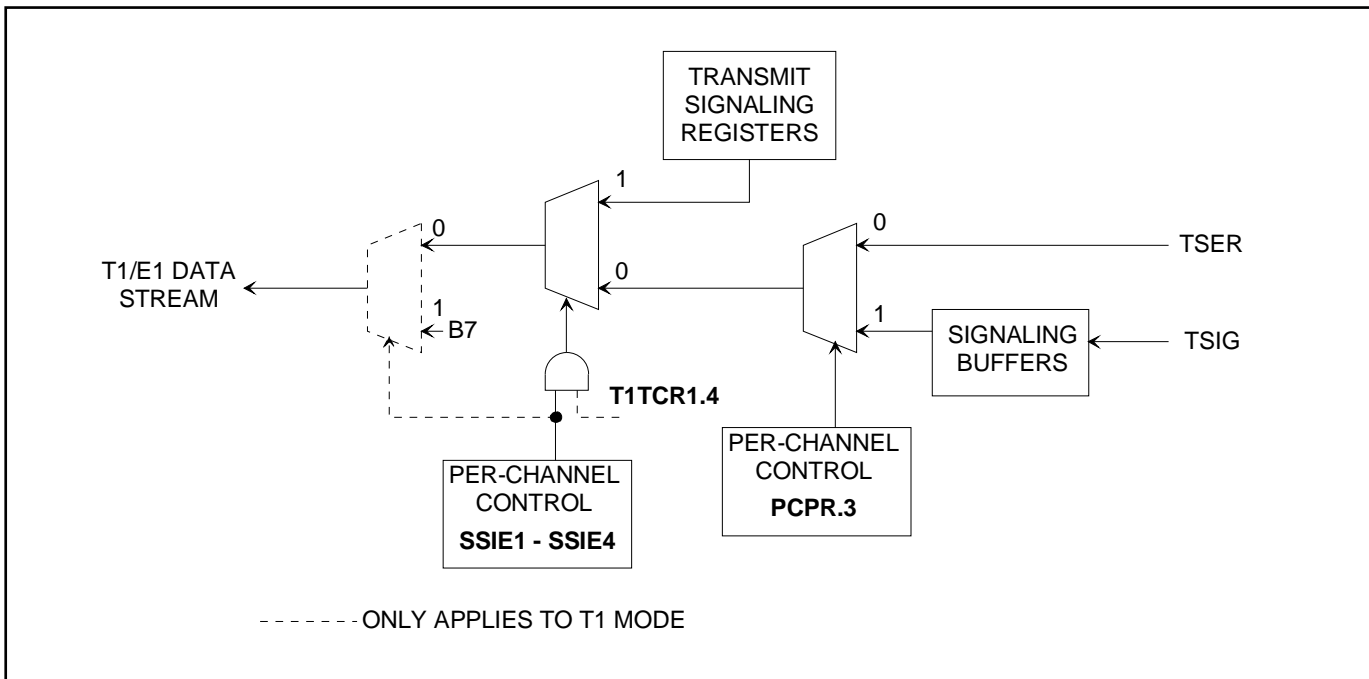 TRANSMIT
SIGNALING
REGISTERS
1
0
0
T1/E1 DATA
STREAM
0
TSER
1
B7
1
SIGNALING
BUFFERS
TSIG
T1TCR1.4
PER-CHANNEL
CONTROL
SSIE1 - SSIE4
PER-CHANNEL
CONTROL
PCPR.3
ONLY APPLIES TO T1 MODE